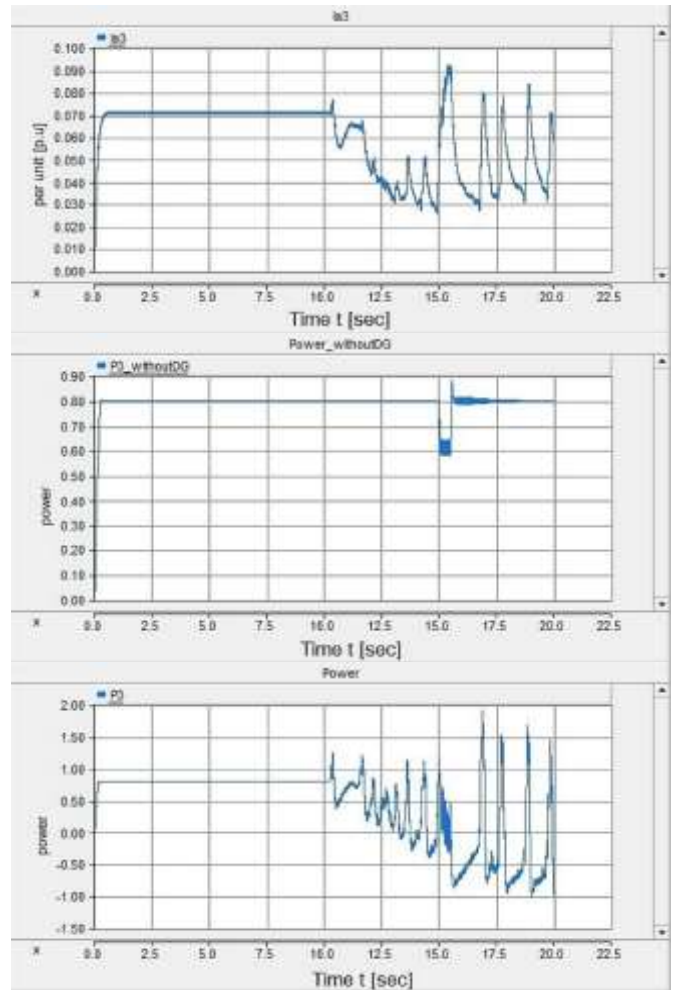 Is3
Is3
0.100
0.090
0.080
0.070
0.060
0.050
0.040
0.030
0.020
0.010
0.000
per unit [p.u]
x
0.0 2.5 5.0 7.5 10.0 12.5 15.0 17.5 20.0 22.5
Time t [sec]
Power_withoutDG
P3_withoutDG
0.90
0.80
0.70
0.60
0.50
0.40
0.30
0.20
0.10
0.00
power
x
0.0 2.5 5.0 7.5 10.0 12.5 15.0 17.5 20.0 22.5
Time t [sec]
Power
P3
2.00
1.50
1.00
0.50
0.00
-0.50
-1.00
-1.50
power
x
0.0 2.5 5.0 7.5 10.0 12.5 15.0 17.5 20.0 22.5
Time t [sec]